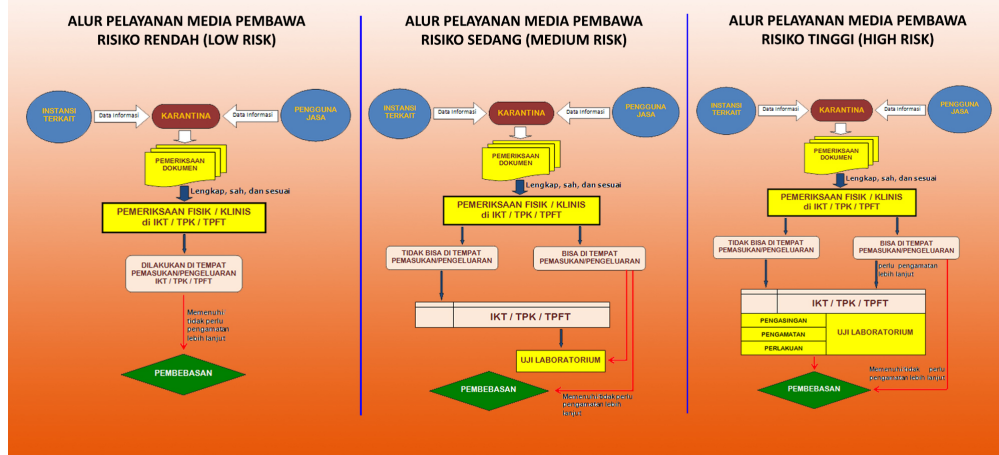 ALUR PELAYANAN MEDIA PEMBAWA
RISIKO RENDAH (LOW RISK)
INSTANSI
TERKAIT
Data Informasi
KARANTINA
Data Informasi
PENGGUNA
JASA
PEMERIKSAAN
DOKUMEN
Lengkap, sah, dan sesuai
PEMERIKSAAN FISIK / KLINIS
di IKT / TPK / TPFT
DILAKUKAN DI TEMPAT
PEMASUKAN/PENGELUARAN
IKT / TPK / TPFT
Memenuhi
tidak perlu
pengamatan
lebih lanjut
PEMBEBASAN
ALUR PELAYANAN MEDIA PEMBAWA
RISIKO SEDANG (MEDIUM RISK)
INSTANSI
TERKAIT
Data Informasi
KARANTINA
Data Informasi
PENGGUNA
JASA
PEMERIKSAAN
DOKUMEN
Lengkap, sah, dan sesuai
PEMERIKSAAN FISIK / KLINIS
di IKT / TPK / TPFT
TIDAK BISA DI TEMPAT
PEMASUKAN/PENGELUARAN
BISA DI TEMPAT
PEMASUKAN/PENGELUARAN
IKT / TPK / TPFT
UJI LABORATORIUM
PEMBEBASAN
Memenuhi tidak perlu
pengamatan lebih
lanjut
ALUR PELAYANAN MEDIA PEMBAWA
RISIKO TINGGI (HIGH RISK)
INSTANSI
TERKAIT
Data Informasi
KARANTINA
Data Informasi
PENGGUNA
JASA
PEMERIKSAAN
DOKUMEN
Lengkap, sah, dan sesuai
PEMERIKSAAN FISIK / KLINIS
di IKT / TPK / TPFT
TIDAK BISA DI TEMPAT
PEMASUKAN/PENGELUARAN
BISA DI TEMPAT
PEMASUKAN/PENGELUARAN
perlu pengamatan
lebih lanjut
IKT / TPK / TPFT
PENGASINGAN
PENGAMATAN
PERLAKUAN
UJI LABORATORIUM
Memenuhi tidak perlu
pengamatan lebih lanjut
PEMBEBASAN